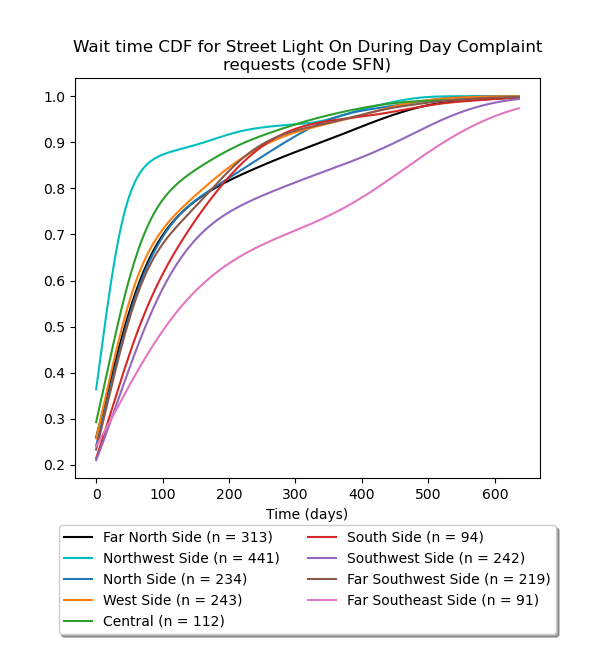 Wait time CDF for Street Light On During Day Complaint
requests (code SFN)
1.0
0.9
0.8
0.7
0.6
0.5
0.4
0.3
0.2
0 100 200 300 400 500 600
Time (days)
Far North Side (n = 313)
Northwest Side (n = 441)
North Side (n = 234)
West Side (n = 243)
Central (n = 112)
South Side (n = 94)
Southwest Side (n = 242)
Far Southwest Side (n = 219)
Far Southeast Side (n = 91)